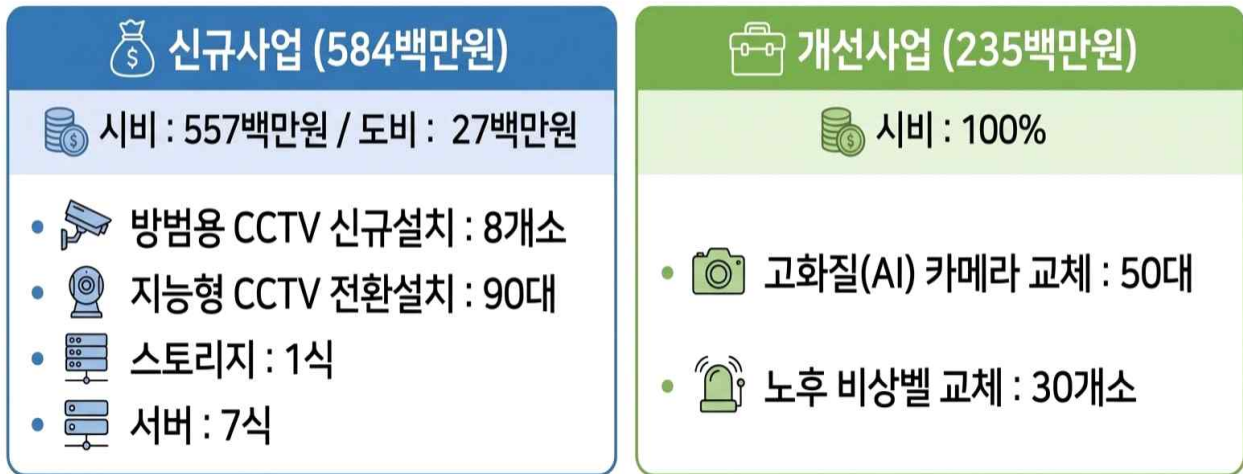 신규사업 (584백만원)
시비 : 557백만원 / 도비 : 27백만원
• 방범용 CCTV 신규설치 : 8개소
• 지능형 CCTV 전환설치 : 90대
• 스토리지 : 1식
• 서버 : 7식
개선사업 (235백만원)
시비 : 100%
• 고화질(AI) 카메라 교체 : 50대
• 노후 비상벨 교체 : 30개소